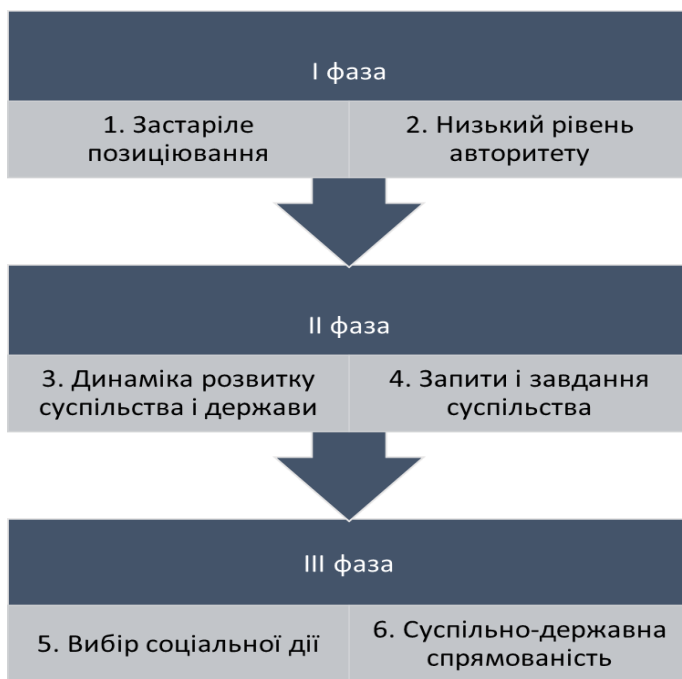 І фаза
1. Застаріле
позиціювання
2. Низький рівень
авторитету
ІІ фаза
3. Динаміка розвитку
суспільства і держави
4. Запити і завдання
суспільства
ІІІ фаза
5. Вибір соціальної дії
6. Суспільно-державна
спрямованість